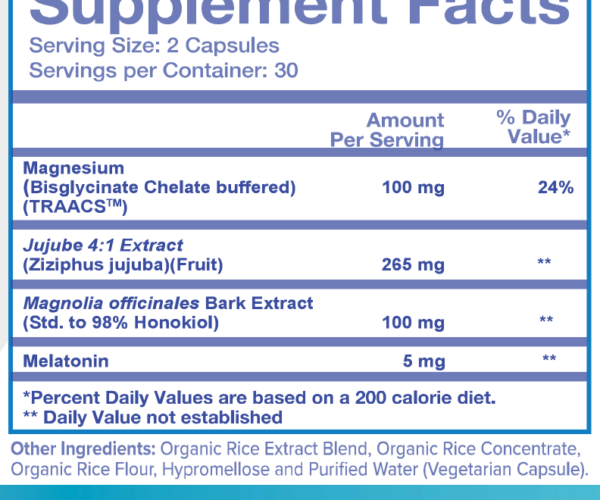 Supplement Facts
Serving Size: 2 Capsules
Servings per Container: 30
Amount Per Serving
% Daily Value*
Magnesium
(Bisglycinate Chelate buffered) 100 mg 24%
(TRAACS™)
Jujube 4:1 Extract
(Ziziphus jujuba)(Fruit) 265 mg **
Magnolia officinales Bark Extract
(Std. to 98% Honokiol) 100 mg **
Melatonin 5 mg **
*Percent Daily Values are based on a 200 calorie diet.
** Daily Value not established
Other Ingredients: Organic Rice Extract Blend, Organic Rice Concentrate,
Organic Rice Flour, Hypromellose and Purified Water (Vegetarian Capsule).